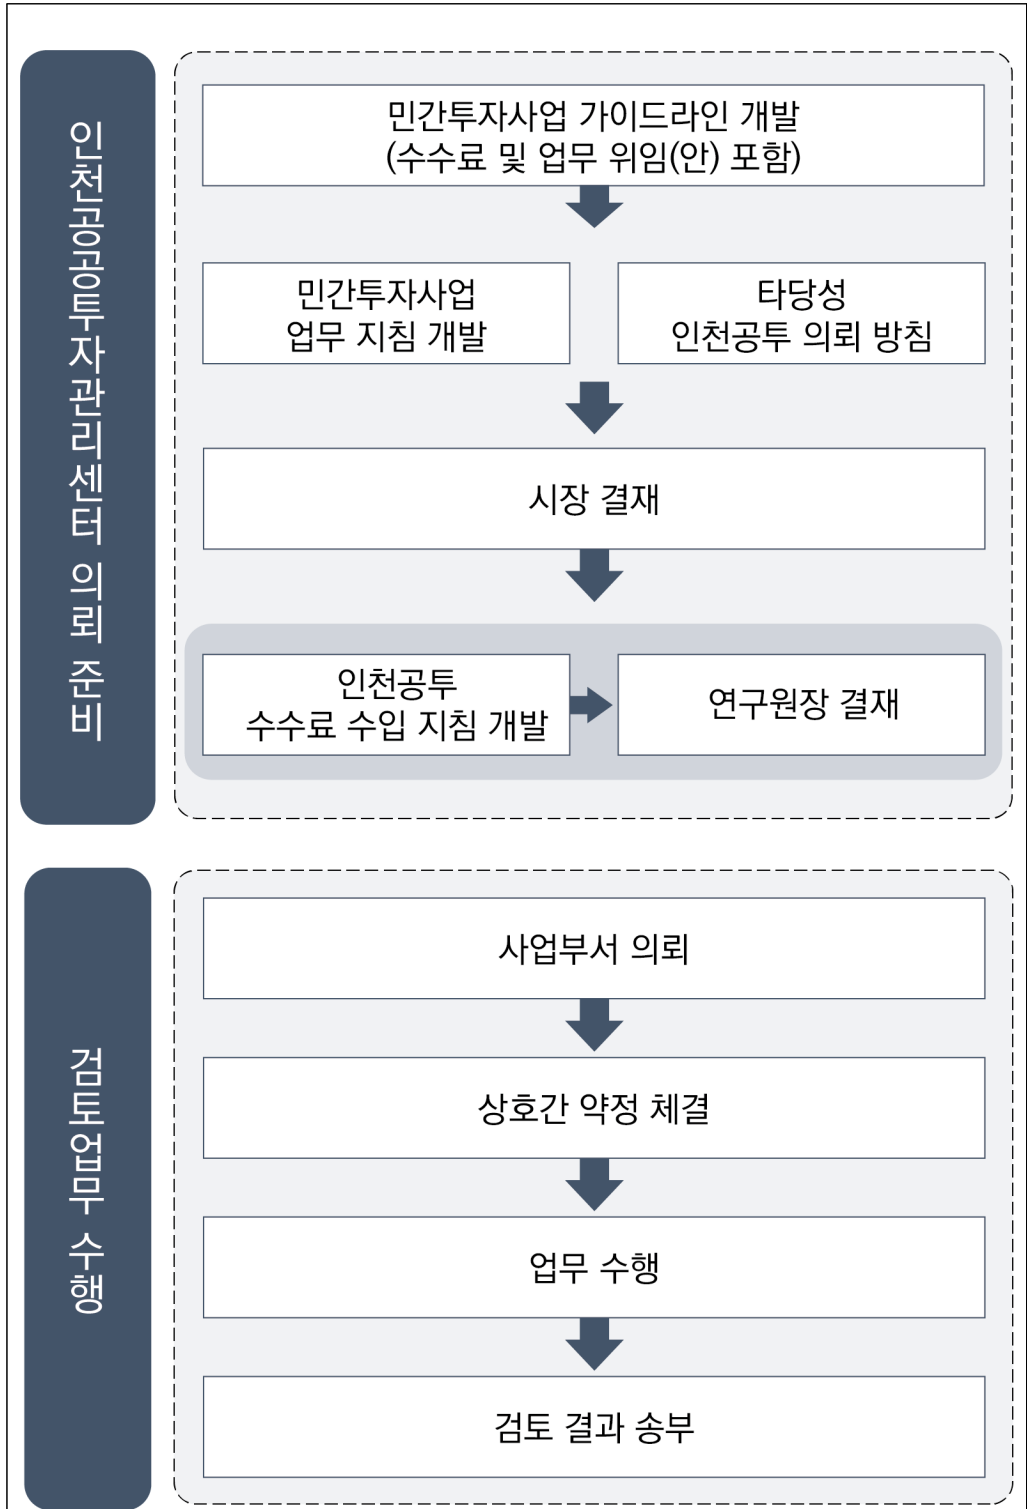 인천공공투자관리센터 의뢰 준비
민간투자사업 가이드라인 개발
(수수료 및 업무 위임(안) 포함)
민간투자사업
업무 지침 개발
타당성
인천공투 의뢰 방침
시장 결재
인천공투
수수료 수입 지침 개발
연구원장 결재
검토업무 수행
사업부서 의뢰
상호간 약정 체결
업무 수행
검토 결과 송부